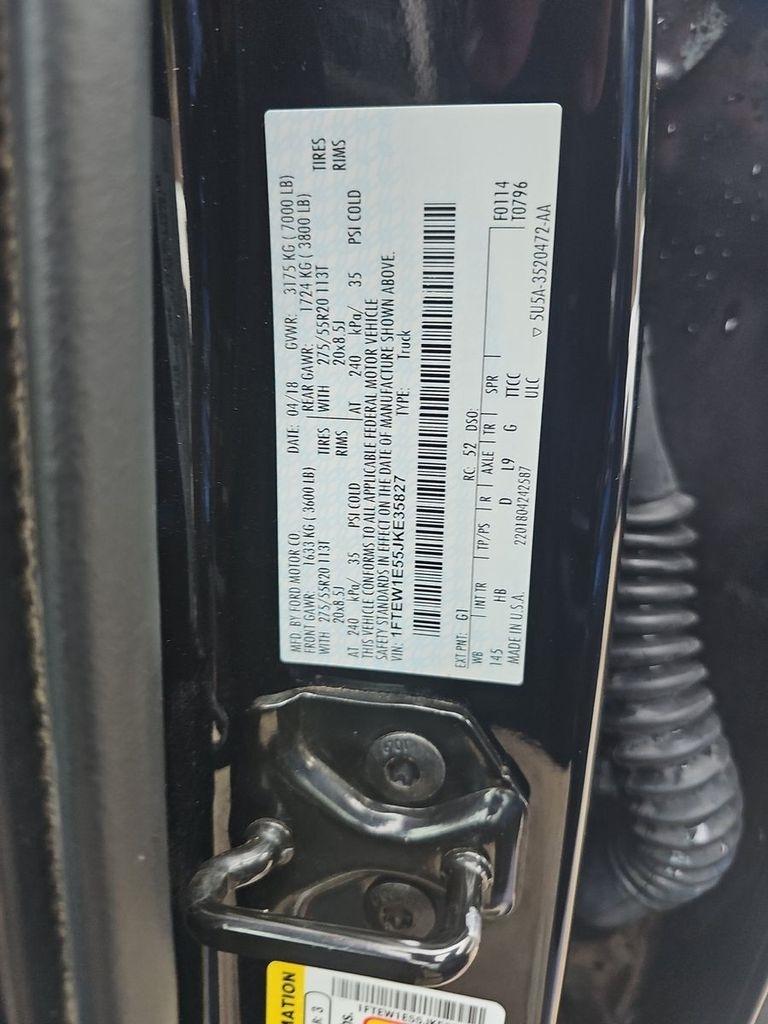 MFD. BY FORD MOTOR CO. DATE: 04/18 GVWR: 3175 KG ( 7000 LB)
FRONT GAWR: 1633 KG ( 3600 LB) REAR GAWR: 1724 KG ( 3800 LB)
WITH 275/55R20 113T TIRES WITH 275/55R20 113T TIRES
20x8.5J RIMS 20x8.5J RIMS
AT 240 kPa/ 35 PSI COLD AT 240 kPa/ 35 PSI COLD
THIS VEHICLE CONFORMS TO ALL APPLICABLE FEDERAL MOTOR VEHICLE
SAFETY STANDARDS IN EFFECT ON THE DATE OF MANUFACTURE SHOWN ABOVE.
VIN: 1FTEW1E55JKE35827 TYPE: Truck
EXT PNT: G1 RC: 52 DSO: F0114
WB INT TR TP/PS R AXLE TR SPR T0796
145 HB D L9 G TTCC
MADE IN U.S.A. 2201804242587 ULC
▽ 5U5A-3520472-AA
MATION
R: 3
1FTEW1E55JKE